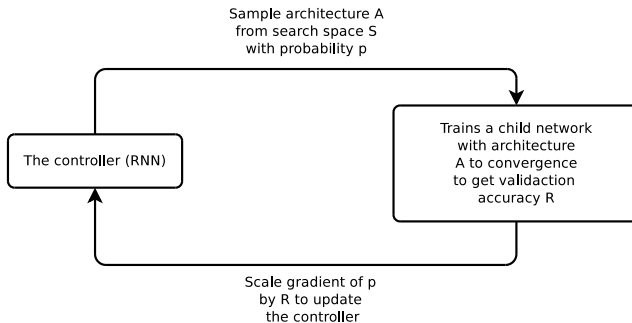 Sample architecture A
from search space S
with probability p
The controller (RNN)
Trains a child network
with architecture
A to convergence
to get validaction
accuracy R
Scale gradient of p
by R to update
the controller